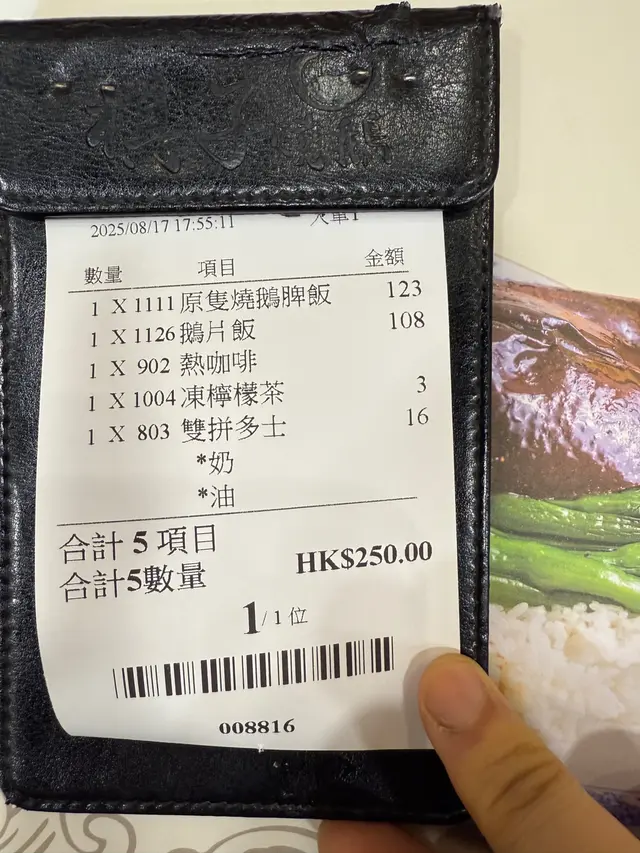 2025/08/17 17:55:11
數量 項目 金額
1 X 1111 原隻燒鵝脾飯 123
1 X 1126 鵝片飯 108
1 X 902 熱咖啡
1 X 1004 凍檸檬茶 3
1 X 803 雙拼多士 16
*奶
*油
合計 5 項目
合計5數量 HK$250.00
1 / 1 位
008816